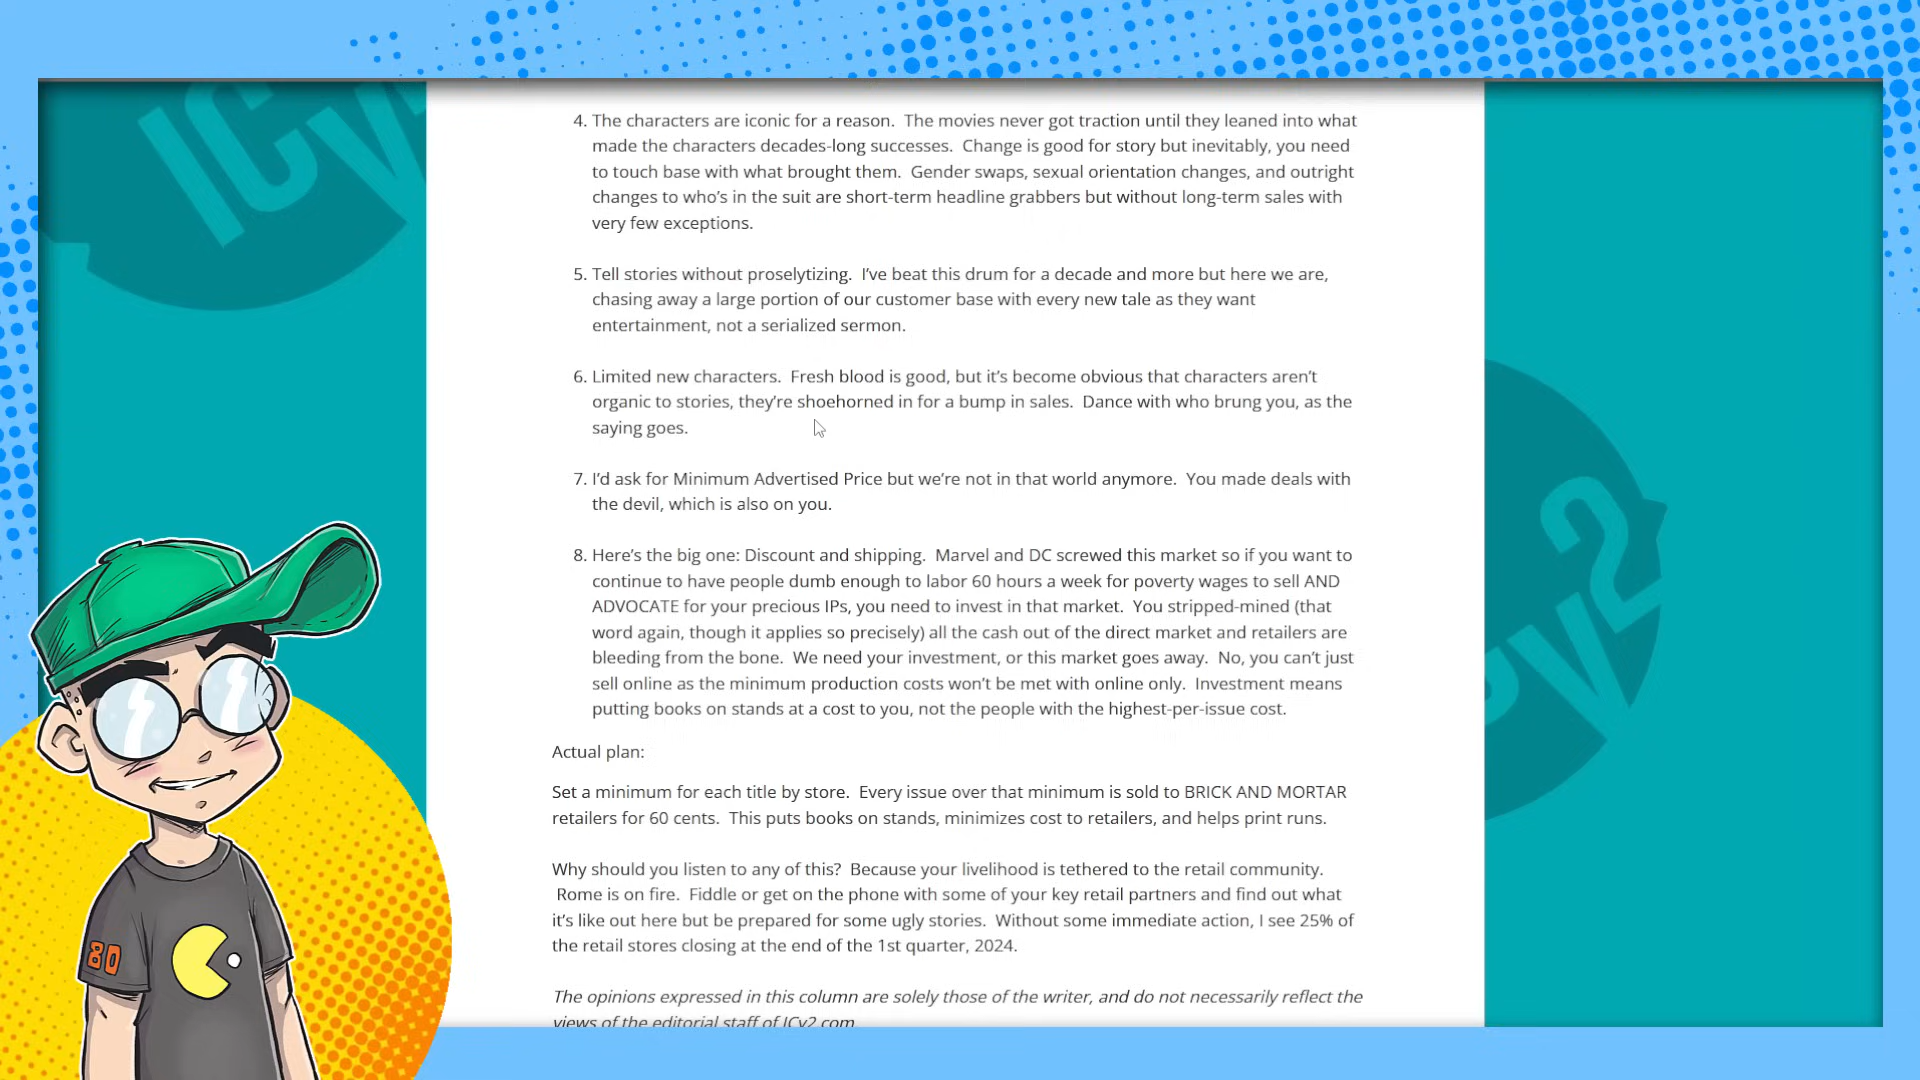 ICv2
4. The characters are iconic for a reason.  The movies never got traction until they leaned into what
made the characters decades-long successes.  Change is good for story but inevitably, you need
to touch base with what brought them.  Gender swaps, sexual orientation changes, and outright
changes to who's in the suit are short-term headline grabbers but without long-term sales with
very few exceptions.
5. Tell stories without proselytizing.  I've beat this drum for a decade and more but here we are,
chasing away a large portion of our customer base with every new tale as they want
entertainment, not a serialized sermon.
6. Limited new characters.  Fresh blood is good, but it's become obvious that characters aren't
organic to stories, they're shoehorned in for a bump in sales.  Dance with who brung you, as the
saying goes.
7. I'd ask for Minimum Advertised Price but we're not in that world anymore.  You made deals with
the devil, which is also on you.
8. Here's the big one: Discount and shipping.  Marvel and DC screwed this market so if you want to
continue to have people dumb enough to labor 60 hours a week for poverty wages to sell AND
ADVOCATE for your precious IPs, you need to invest in that market.  You stripped-mined (that
word again, though it applies so precisely) all the cash out of the direct market and retailers are
bleeding from the bone.  We need your investment, or this market goes away.  No, you can't just
sell online as the minimum production costs won't be met with online only.  Investment means
putting books on stands at a cost to you, not the people with the highest-per-issue cost.
Actual plan:
Set a minimum for each title by store.  Every issue over that minimum is sold to BRICK AND MORTAR
retailers for 60 cents.  This puts books on stands, minimizes cost to retailers, and helps print runs.
Why should you listen to any of this?  Because your livelihood is tethered to the retail community.
Rome is on fire.  Fiddle or get on the phone with some of your key retail partners and find out what
it's like out here but be prepared for some ugly stories.  Without some immediate action, I see 25% of
the retail stores closing at the end of the 1st quarter, 2024.
The opinions expressed in this column are solely those of the writer, and do not necessarily reflect the
views of the editorial staff of ICv2.com.
v2
80